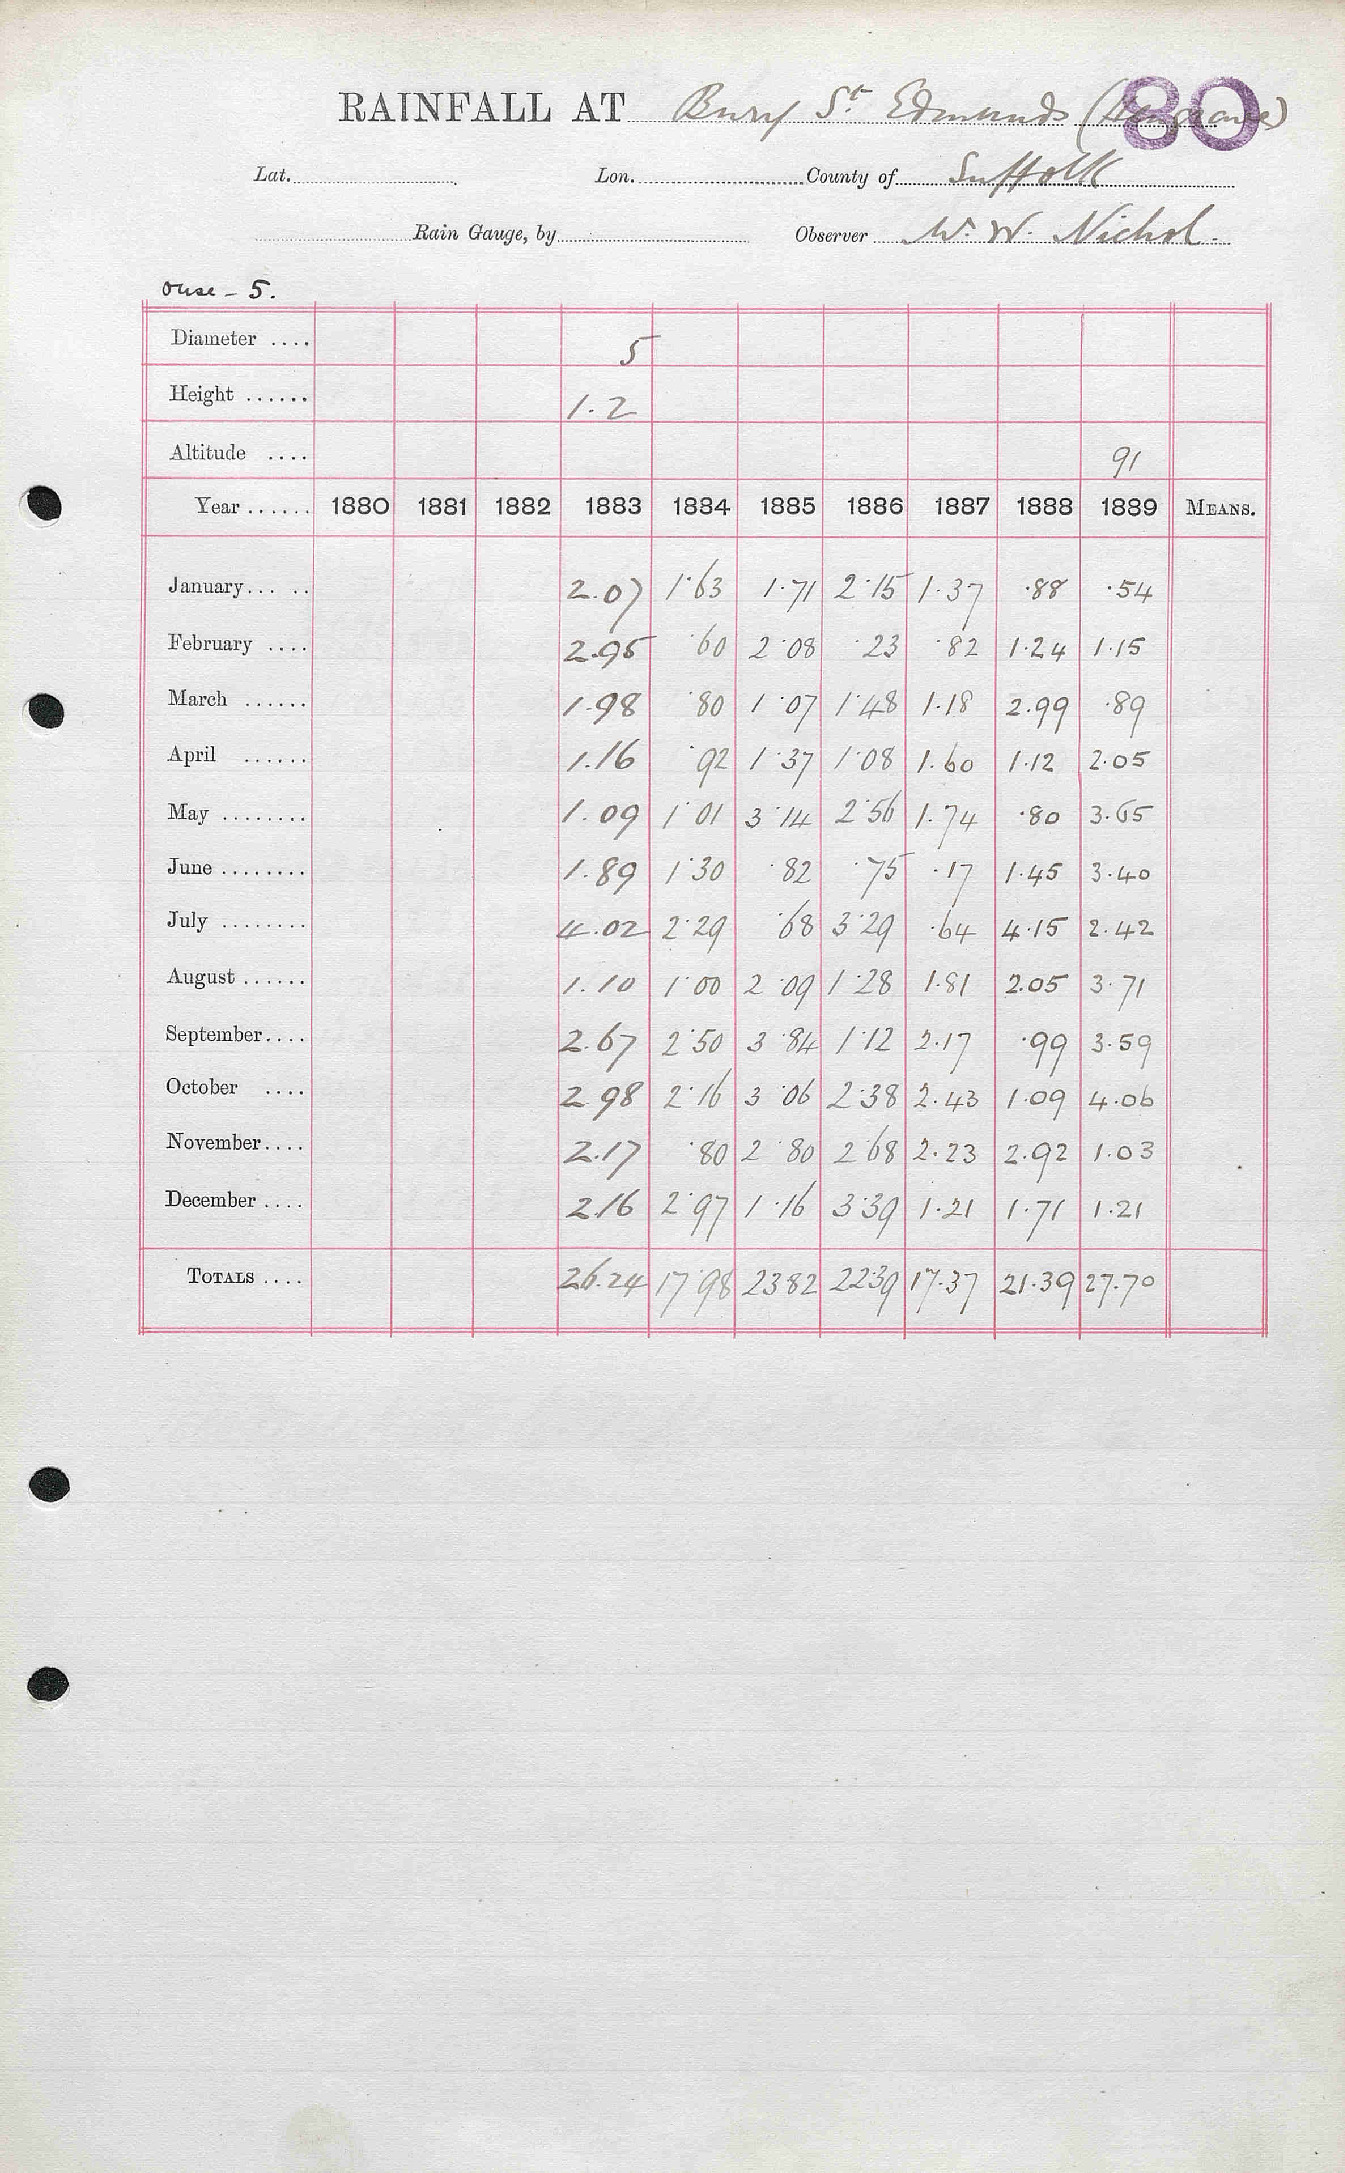 RAINFALL AT Bury St Edmunds (Hengrave)
80
Lat. Lon. County of Suffolk
Rain Gauge, by Observer W. W. Nichol.
Ouse - 5.
Diameter .... 5
Height ...... 1.2
Altitude .... 91
Year ...... 1880 1881 1882 1883 1884 1885 1886 1887 1888 1889 MEANS.
January... .. 2.07 1.63 1.71 2.15 1.37 .88 .54
February .... 2.95 .60 2.08 .23 .82 1.24 1.15
March ...... 1.98 .80 1.07 1.48 1.18 2.99 .89
April ...... 1.16 .92 1.37 1.08 1.60 1.12 2.05
May ........ 1.09 1.01 3.14 2.56 1.74 .80 3.65
June ........ 1.89 1.30 .82 .75 .17 1.45 3.40
July ........ 4.02 2.29 .68 3.29 .64 4.15 2.42
August ...... 1.10 1.00 2.09 1.28 1.81 2.05 3.71
September.... 2.67 2.50 3.84 1.12 2.17 .99 3.59
October .... 2.98 2.16 3.06 2.38 2.43 1.09 4.06
November.... 2.17 .80 2.80 2.68 2.23 2.92 1.03
December .... 2.16 2.97 1.16 3.39 1.21 1.71 1.21
TOTALS .... 26.24 17.98 23.82 22.39 17.37 21.39 27.70